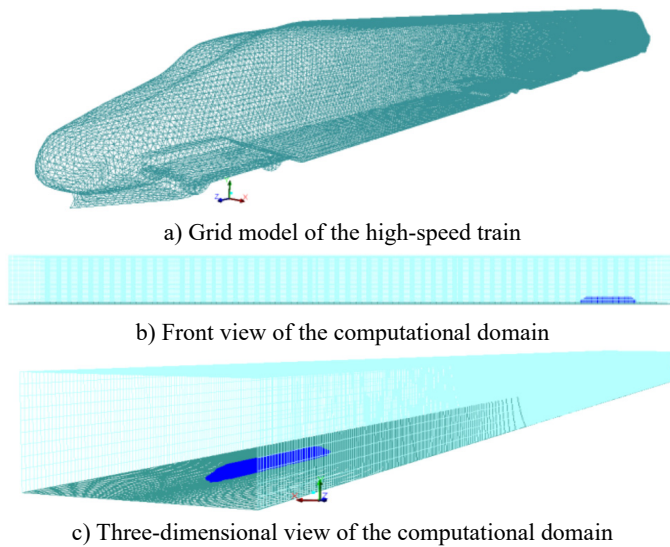 a) Grid model of the high-speed train
b) Front view of the computational domain
c) Three-dimensional view of the computational domain